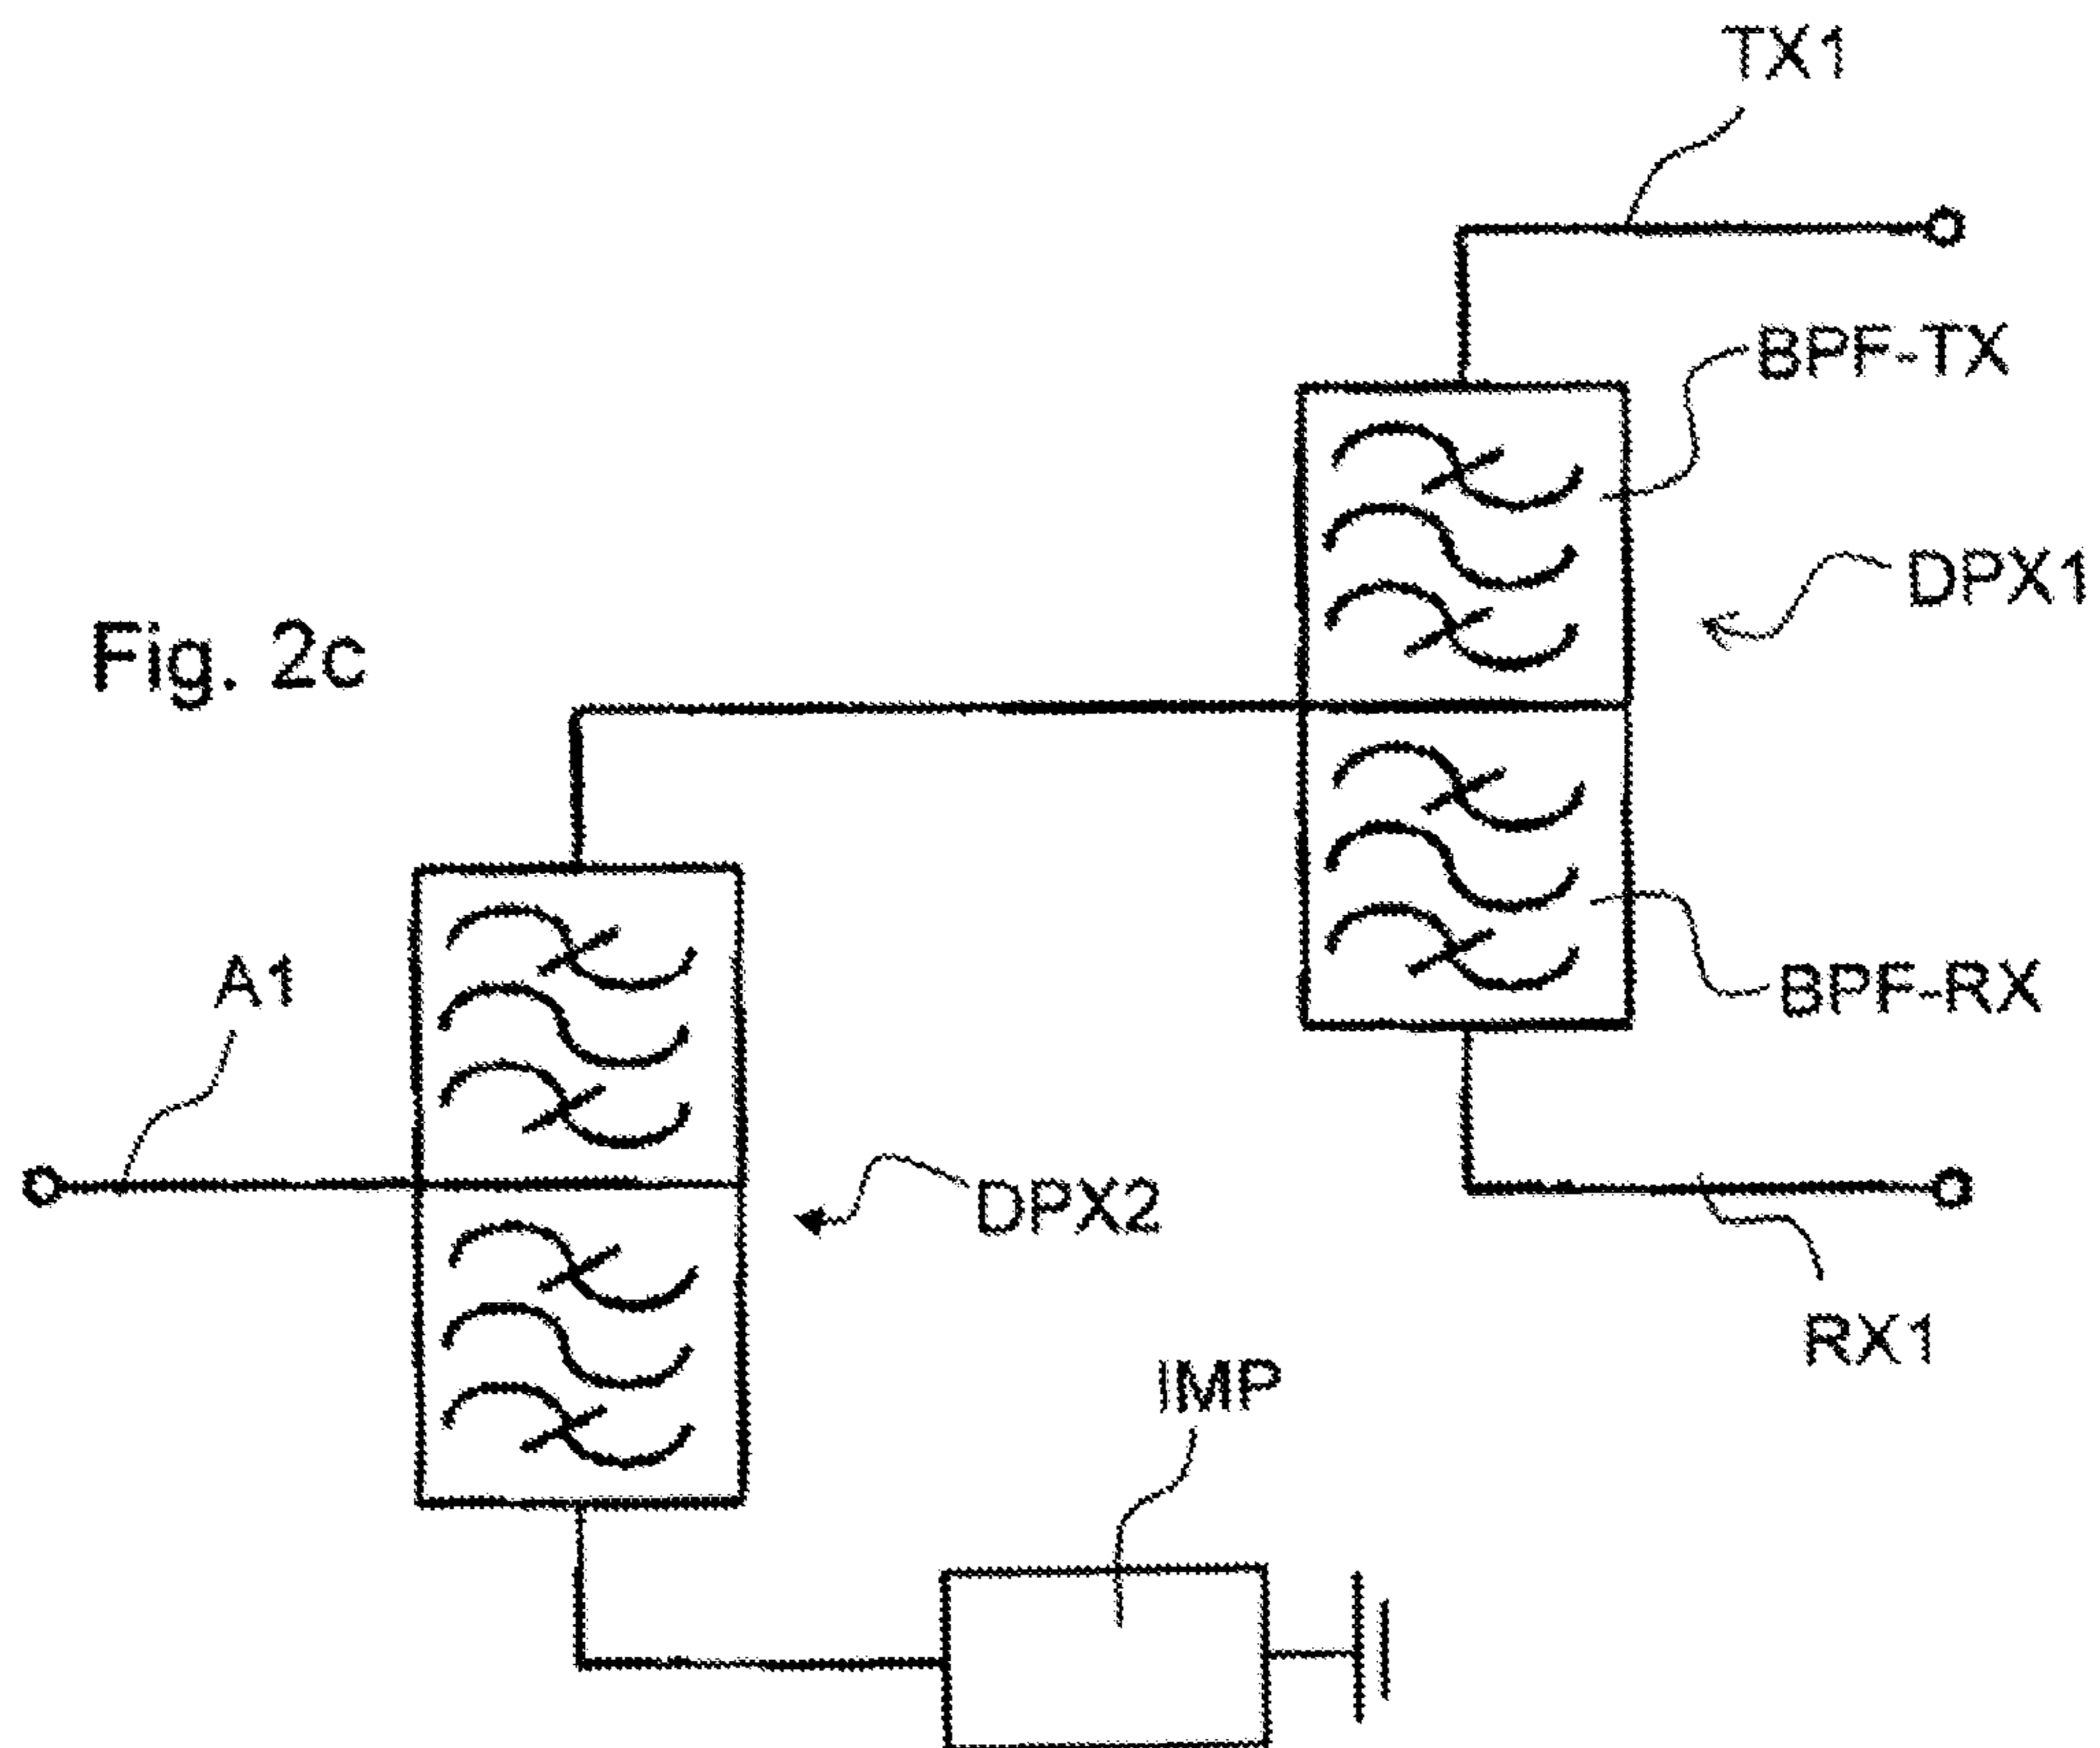 TX1
BPF-TX
DPX1
Fig. 2c
A1
BPF-RX
DPX2
RX1
IMP